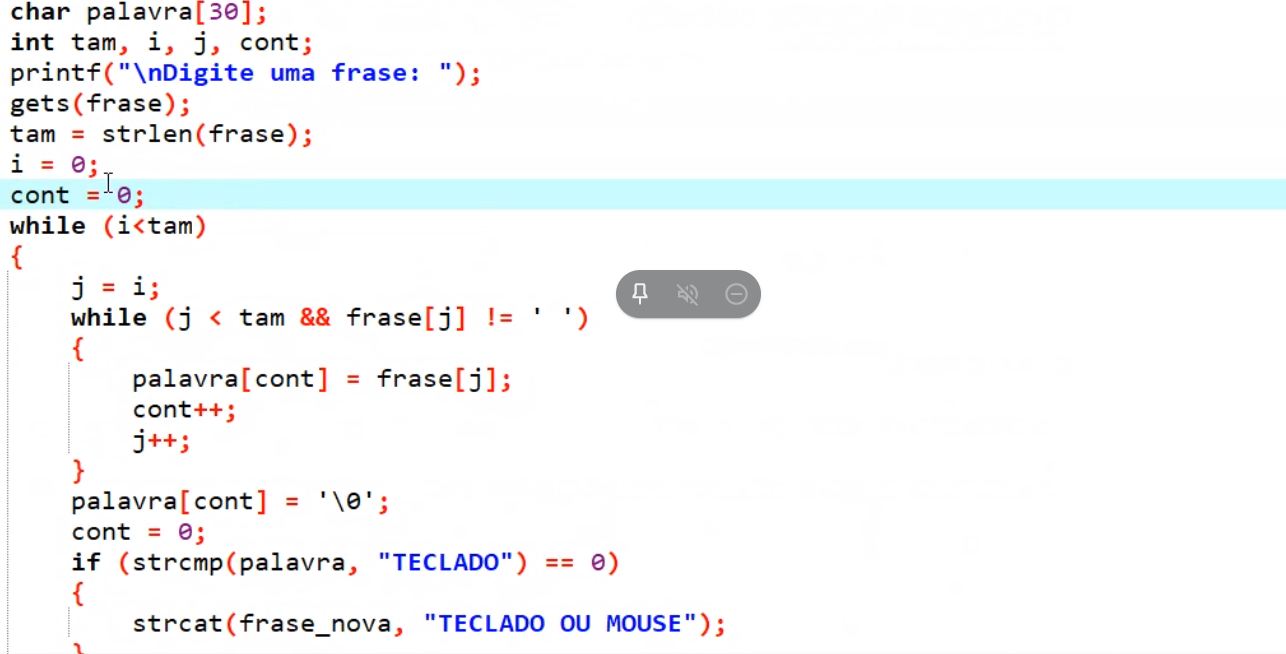 char palavra[30];
int tam, i, j, cont;
printf("\nDigite uma frase: ");
gets(frase);
tam = strlen(frase);
i = 0;
cont = 0;
while (i<tam)
{
    j = i;
    while (j < tam && frase[j] != ' ')
    {
        palavra[cont] = frase[j];
        cont++;
        j++;
    }
    palavra[cont] = '\0';
    cont = 0;
    if (strcmp(palavra, "TECLADO") == 0)
    {
        strcat(frase_nova, "TECLADO OU MOUSE");
    }